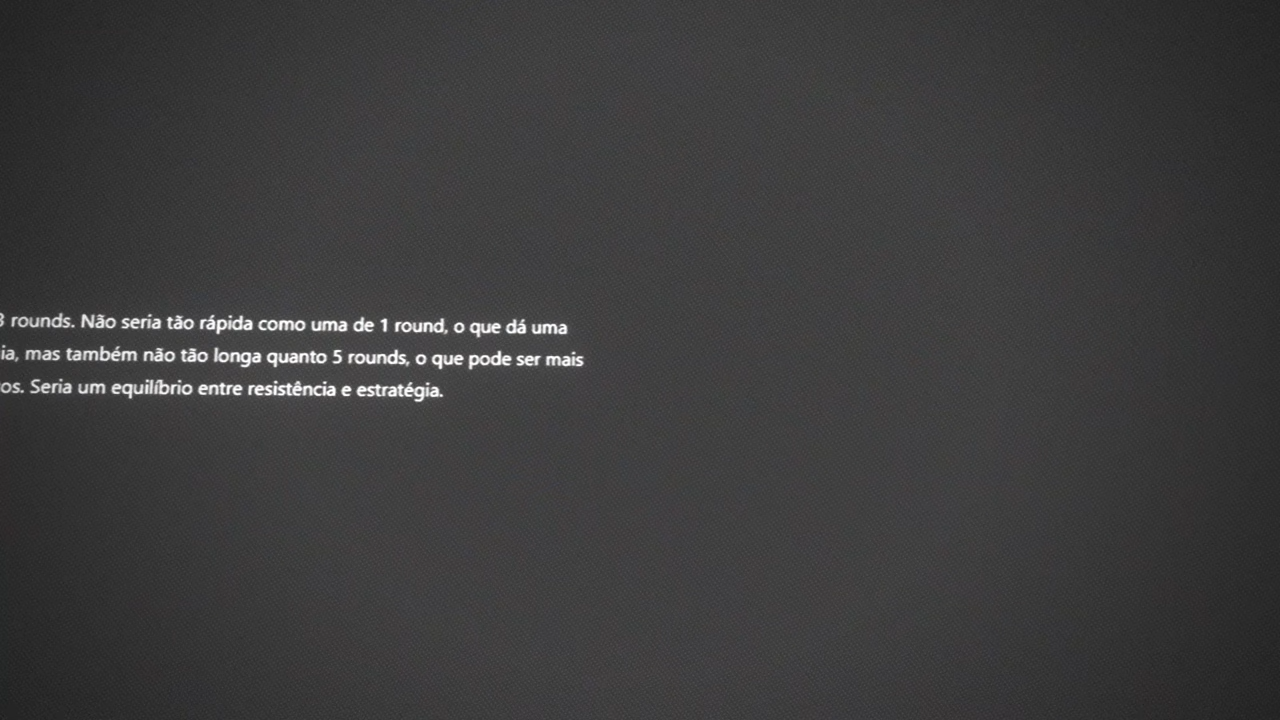 3 rounds. Não seria tão rápida como uma de 1 round, o que dá uma
mas também não tão longa quanto 5 rounds, o que pode ser mais
Seria um equilíbrio entre resistência e estratégia.